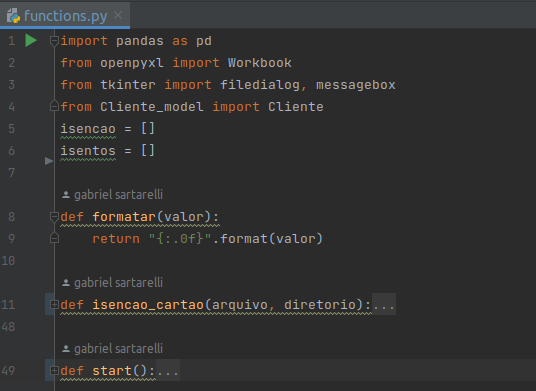 functions.py
1 import pandas as pd
2 from openpyxl import Workbook
3 from tkinter import filedialog, messagebox
4 from Cliente_model import Cliente
5 isencao = []
6 isentos = []
7
gabriel sartarelli
8 def formatar(valor):
9     return "{:.0f}".format(valor)
10
gabriel sartarelli
11 def isencao_cartao(arquivo, diretorio):...
48
gabriel sartarelli
49 def start():...